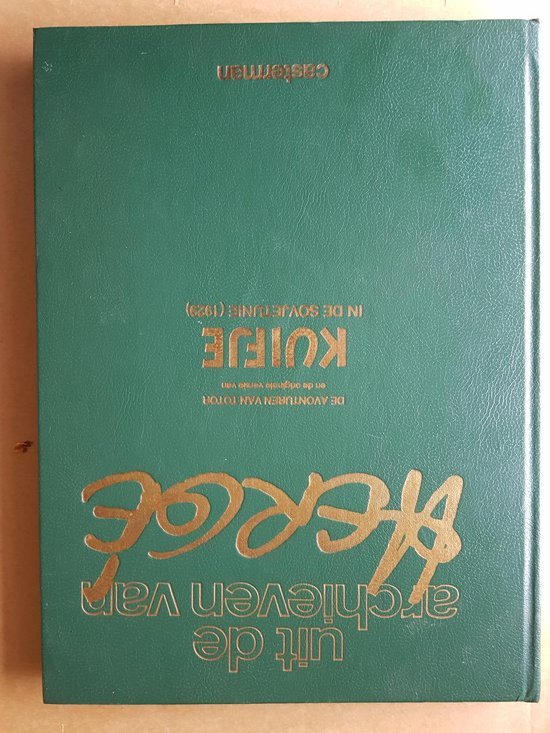 uit de
archieven van
HERGÉ
DE AVONTUREN VAN TOTOR
en de originele versie van
KUIFJE
IN DE SOVJETUNIE (1929)
casterman